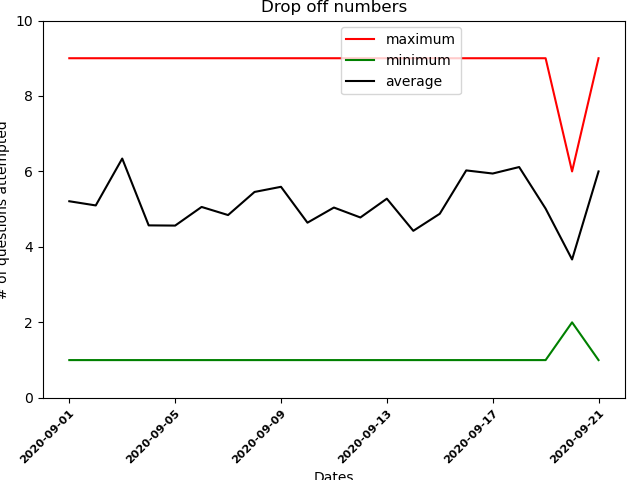 Drop off numbers
maximum
minimum
average
# of questions attempted
10
8
6
4
2
0
2020-09-01
2020-09-05
2020-09-09
2020-09-13
2020-09-17
2020-09-21
Dates